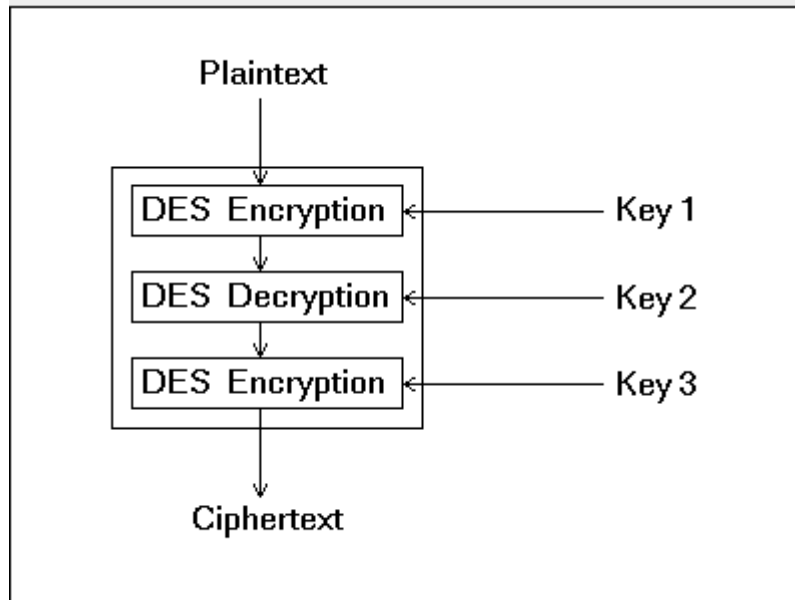 Plaintext
DES Encryption
Key 1
DES Decryption
Key 2
DES Encryption
Key 3
Ciphertext